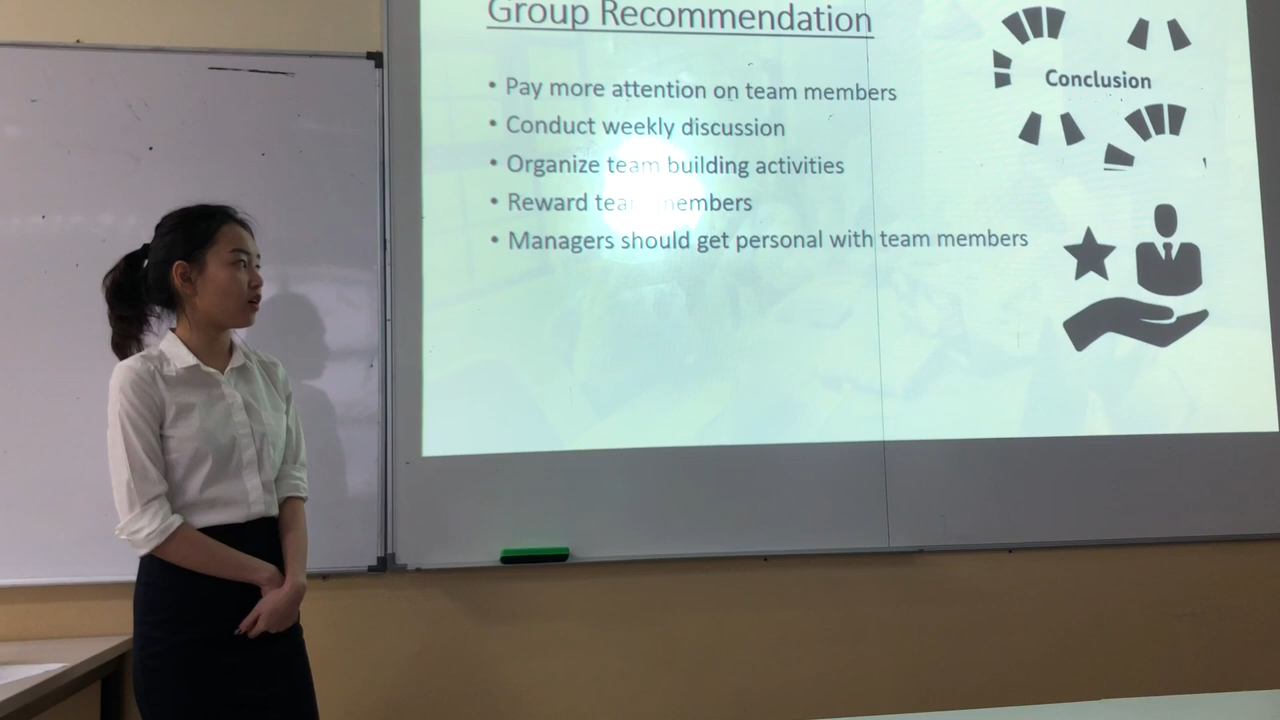 Group Recommendation
• Pay more attention on team members
• Conduct weekly discussion
• Organize team building activities
• Reward team members
• Managers should get personal with team members
Conclusion